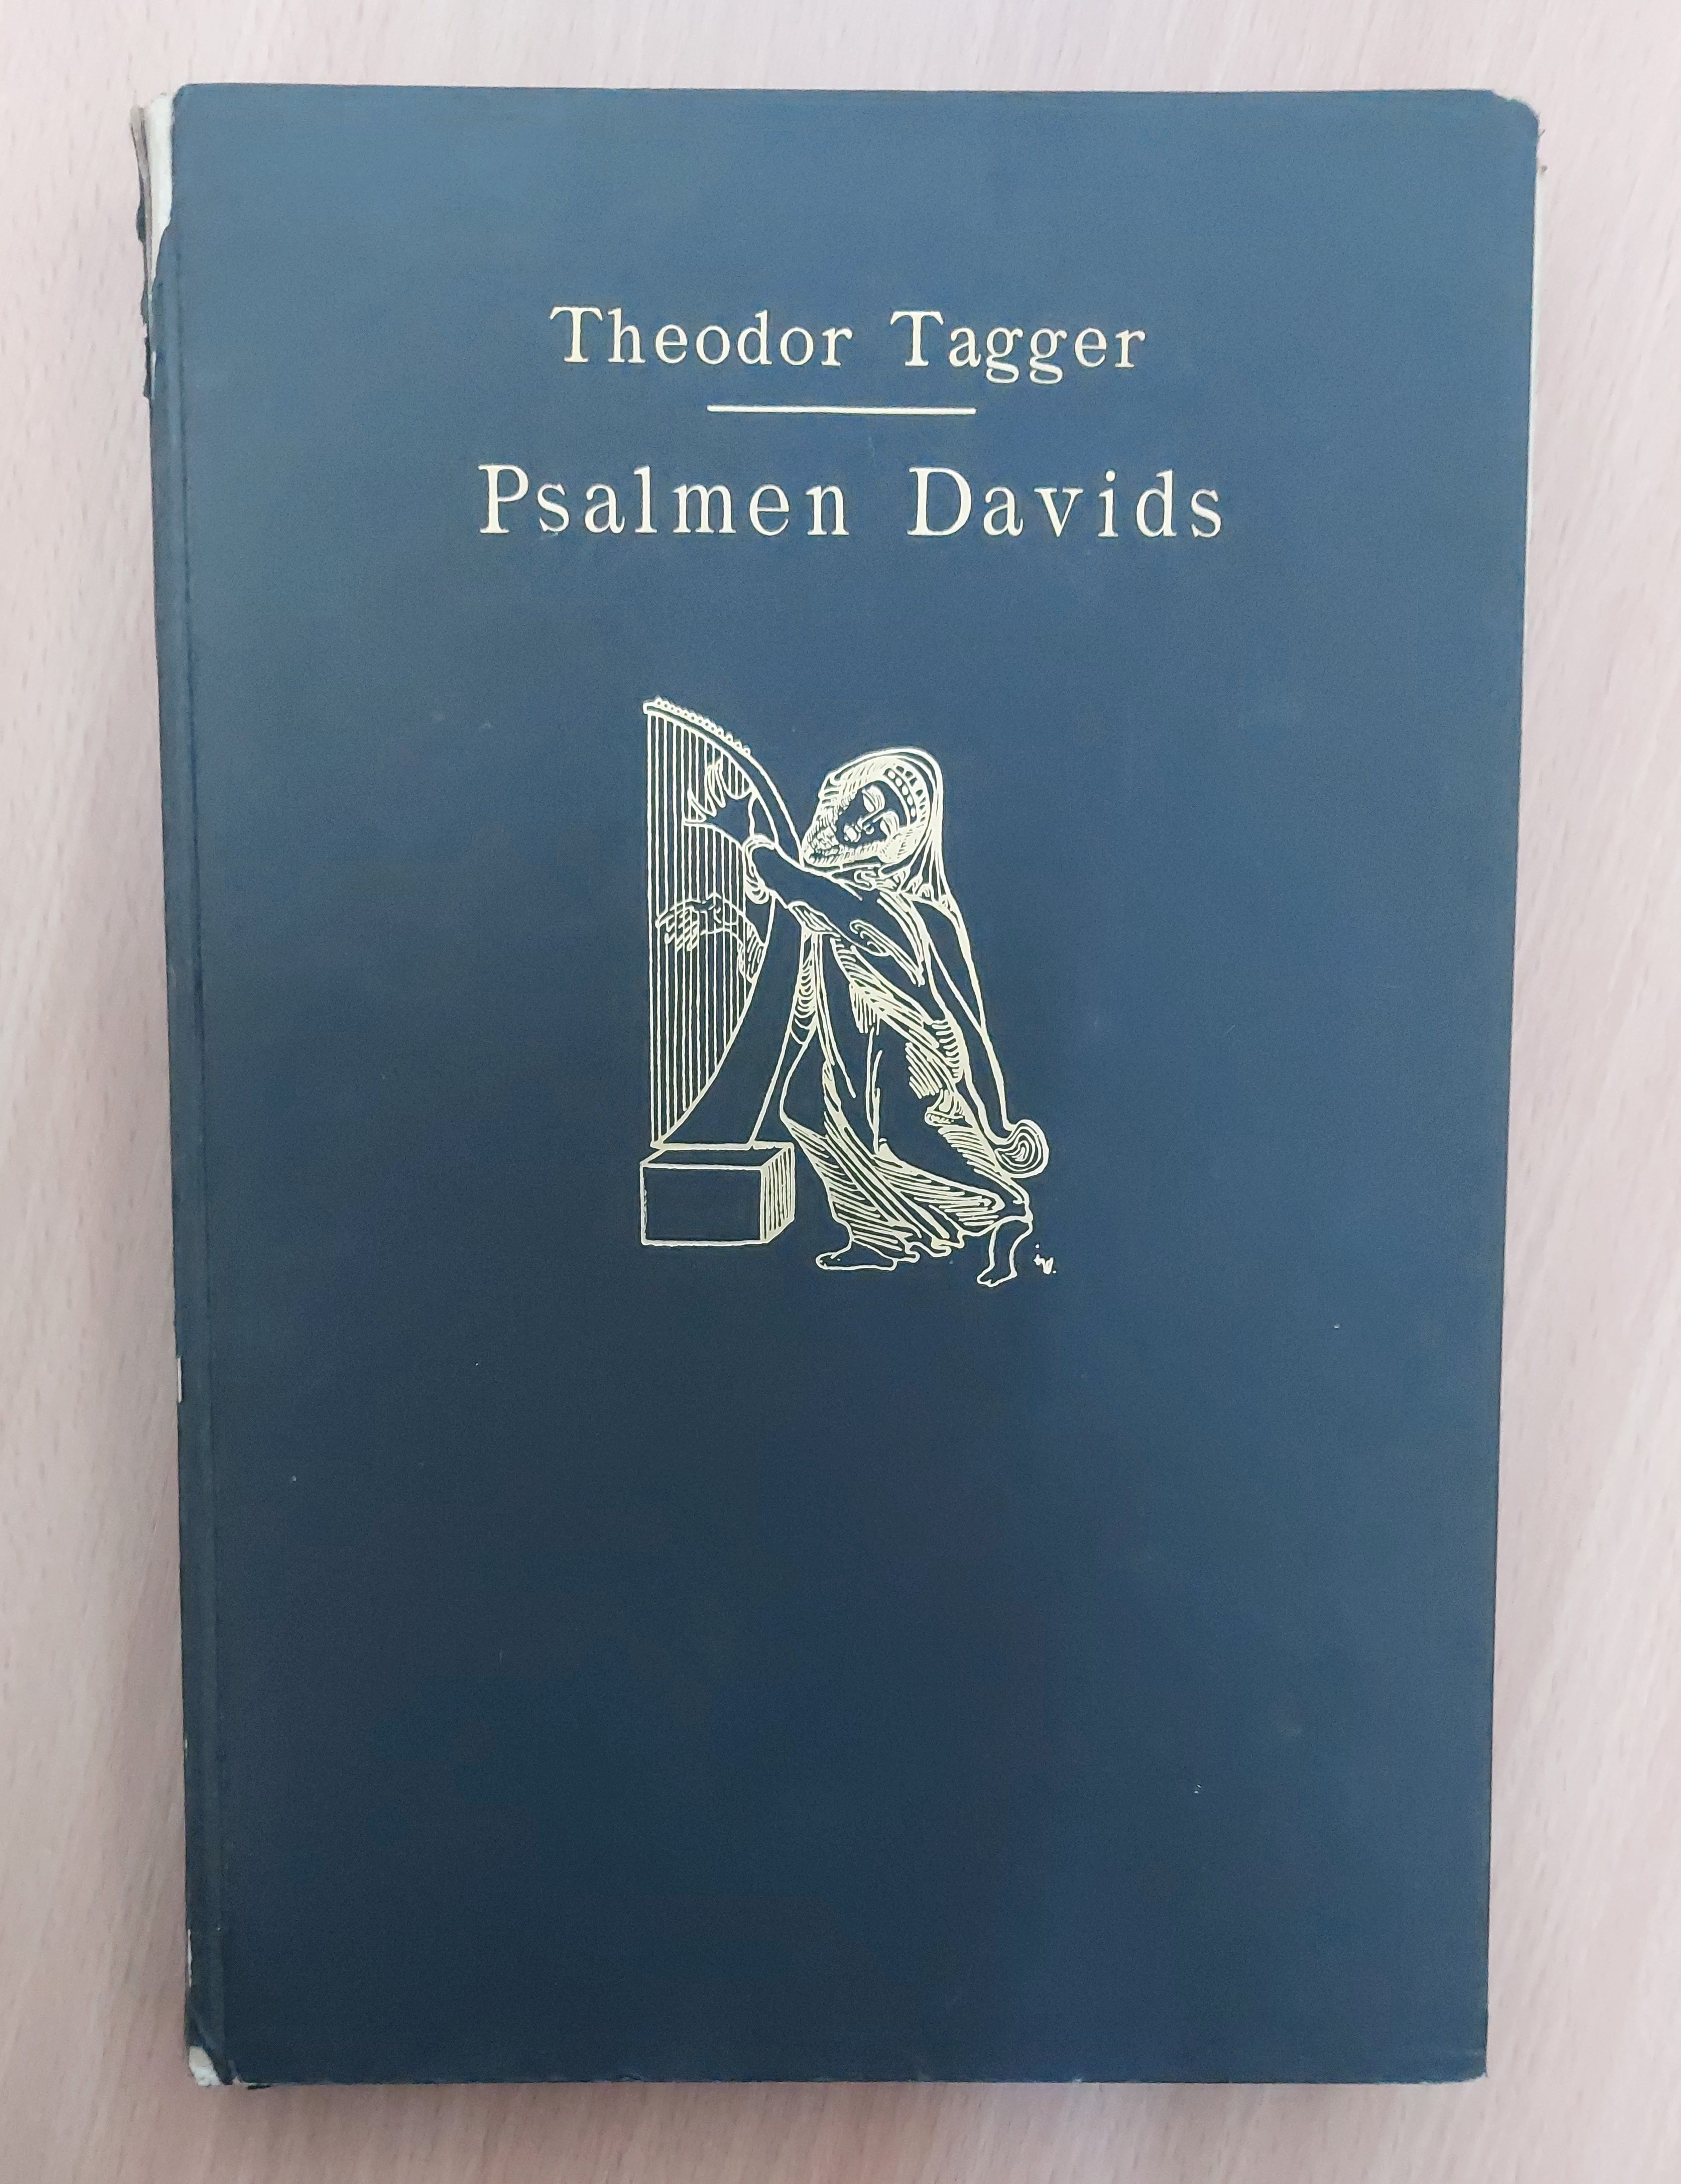 Theodor Tagger
Psalmen Davids